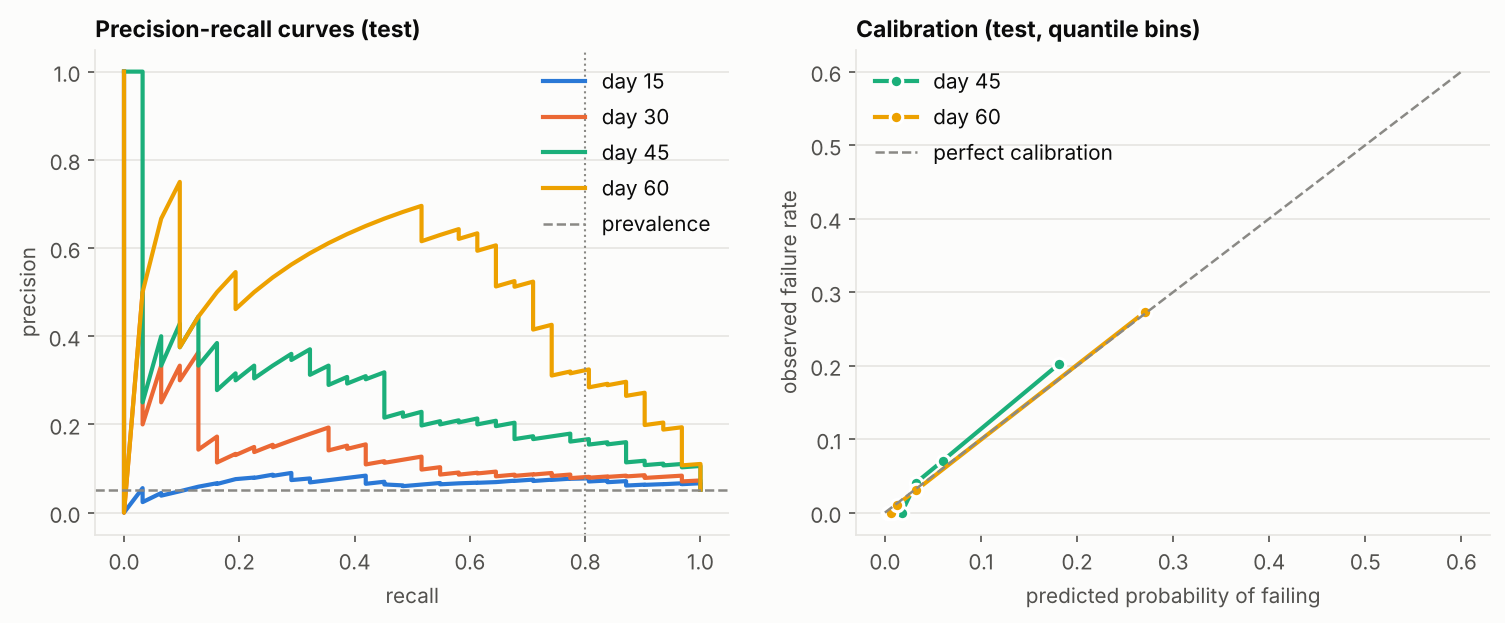 Precision-recall curves (test)
precision
1.0
0.8
0.6
0.4
0.2
0.0
day 15
day 30
day 45
day 60
prevalence
0.0 0.2 0.4 0.6 0.8 1.0
recall
Calibration (test, quantile bins)
observed failure rate
0.6
0.5
0.4
0.3
0.2
0.1
0.0
day 45
day 60
perfect calibration
0.0 0.1 0.2 0.3 0.4 0.5 0.6
predicted probability of failing